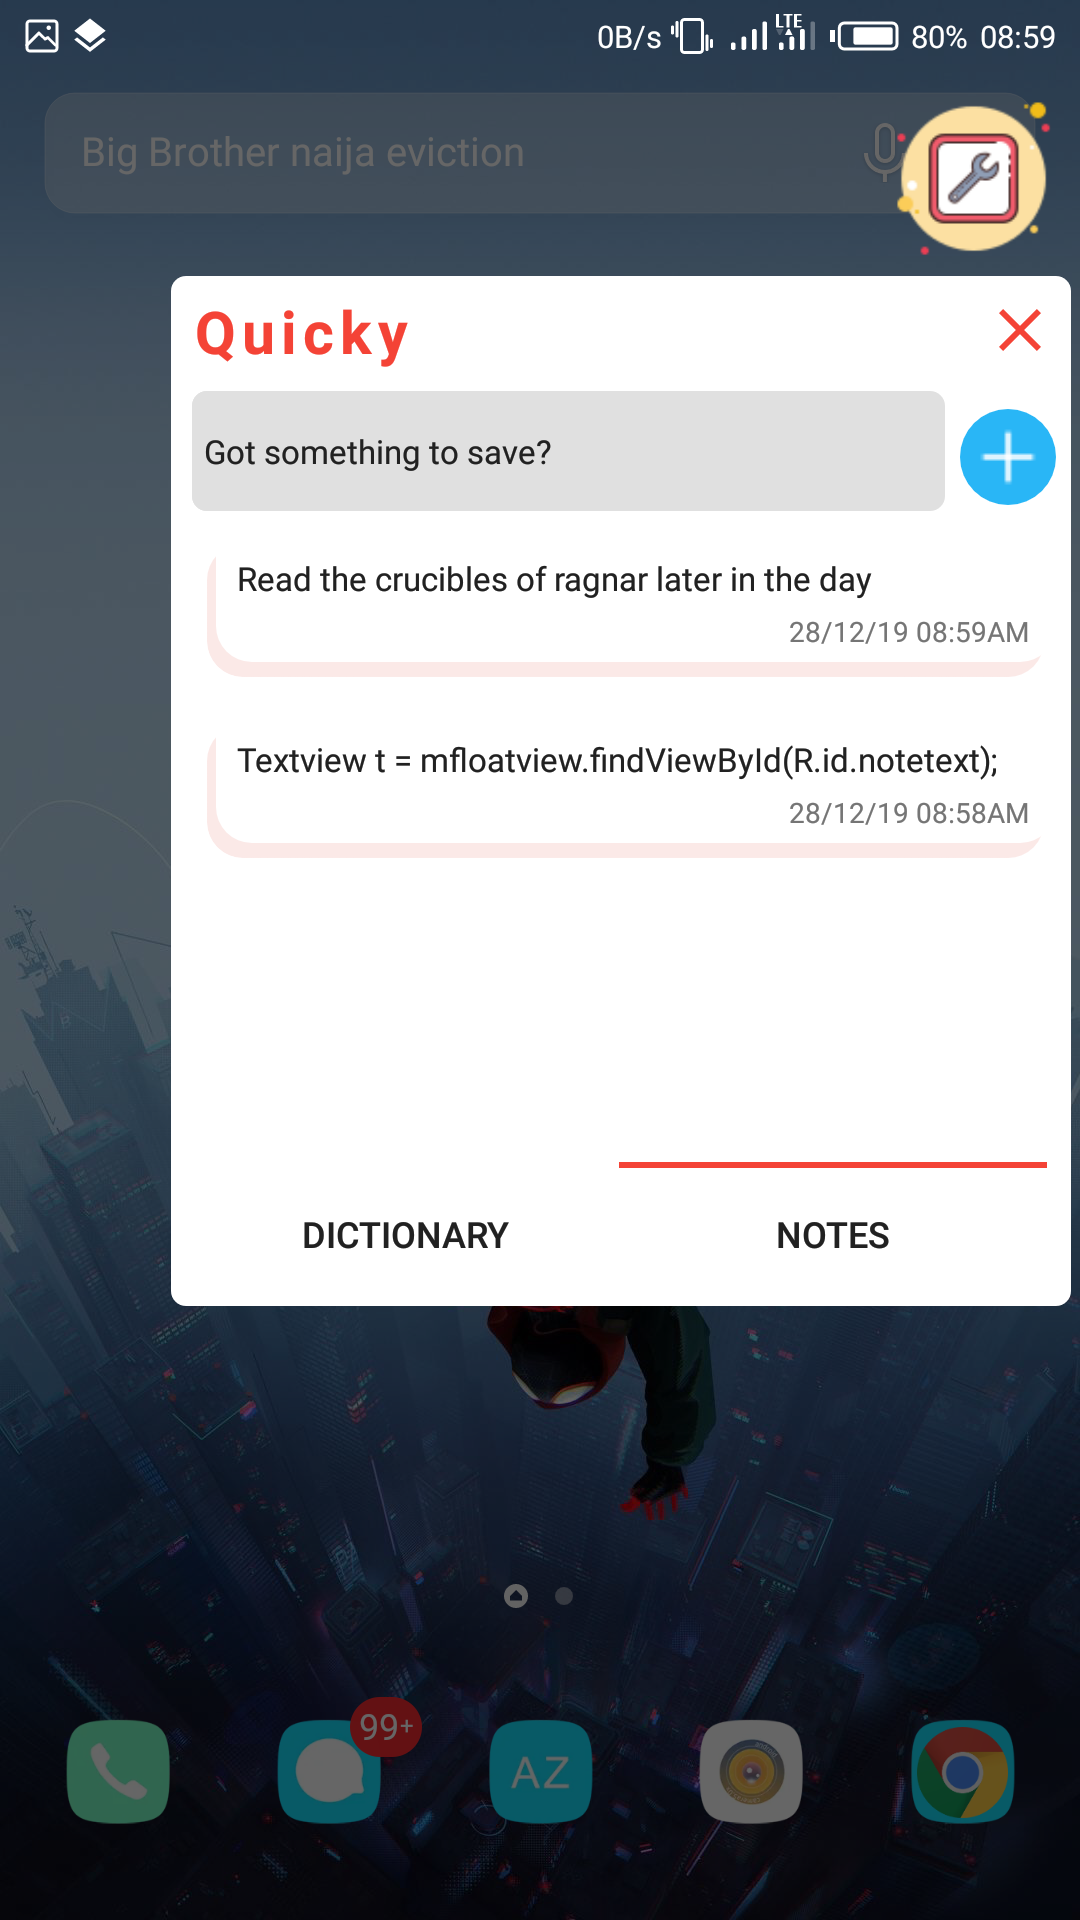 0B/s LTE 80% 08:59
Big Brother naija eviction
Quicky
Got something to save?
Read the crucibles of ragnar later in the day
28/12/19 08:59AM
Textview t = mfloatview.findViewById(R.id.notetext);
28/12/19 08:58AM
DICTIONARY NOTES
99+
AZ